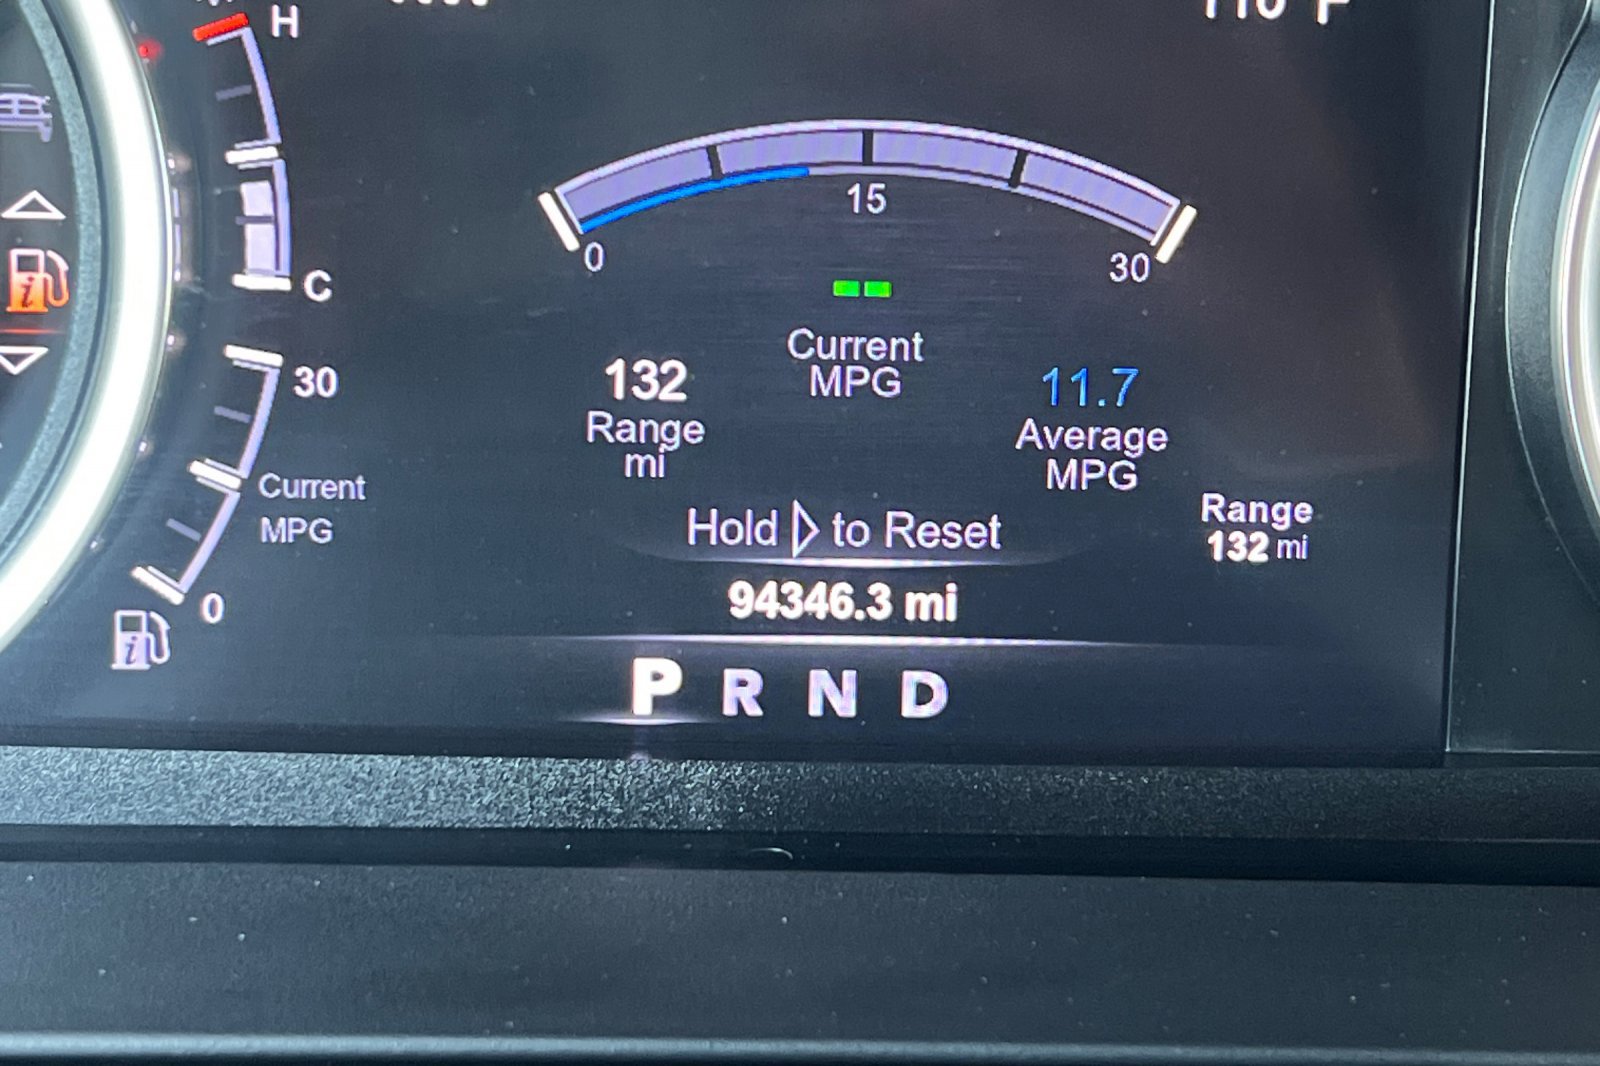 H
15
0
30
C
Current
MPG
132
Range
mi
11.7
Average
MPG
30
Current
MPG
0
Hold ▷ to Reset
Range
132 mi
94346.3 mi
P R N D